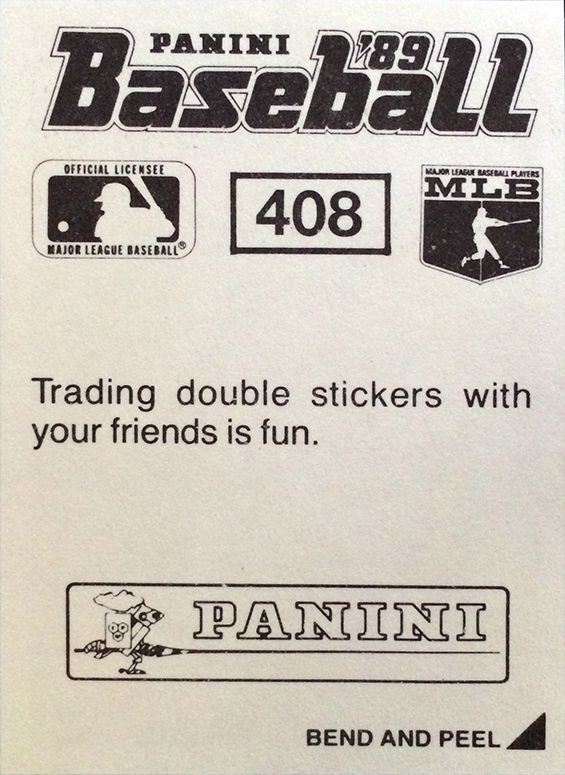 PANINI '89
Baseball
OFFICIAL LICENSEE
MAJOR LEAGUE BASEBALL®
408
MAJOR LEAGUE BASEBALL PLAYERS
MLB
Trading double stickers with
your friends is fun.
PANINI
BEND AND PEEL